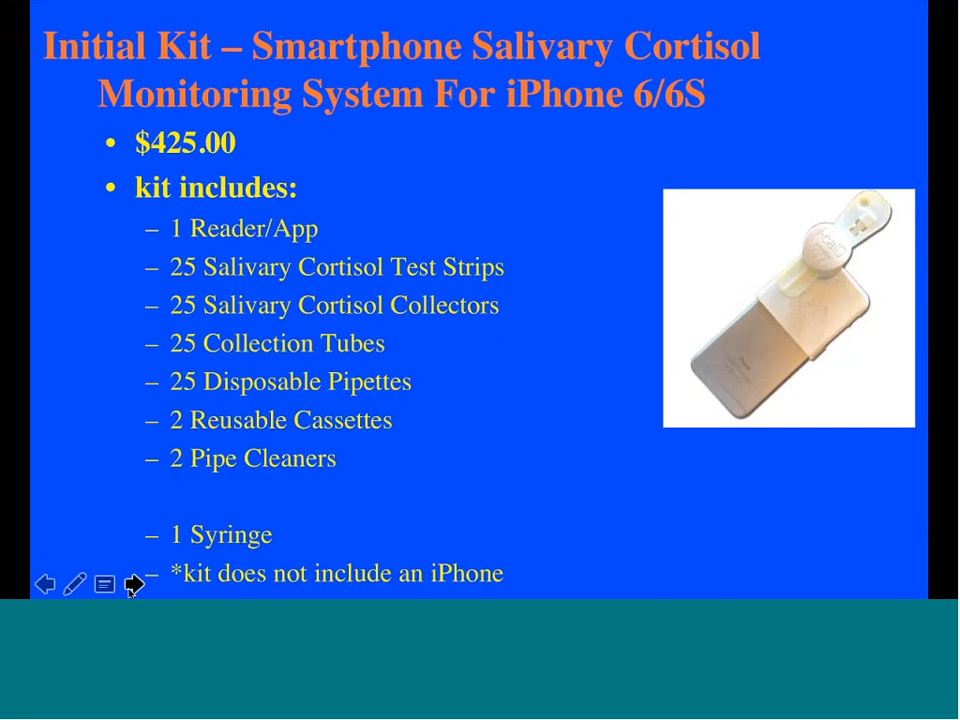 Initial Kit – Smartphone Salivary Cortisol
Monitoring System For iPhone 6/6S
• $425.00
• kit includes:
– 1 Reader/App
– 25 Salivary Cortisol Test Strips
– 25 Salivary Cortisol Collectors
– 25 Collection Tubes
– 25 Disposable Pipettes
– 2 Reusable Cassettes
– 2 Pipe Cleaners
– 1 Syringe
– *kit does not include an iPhone
iPhone